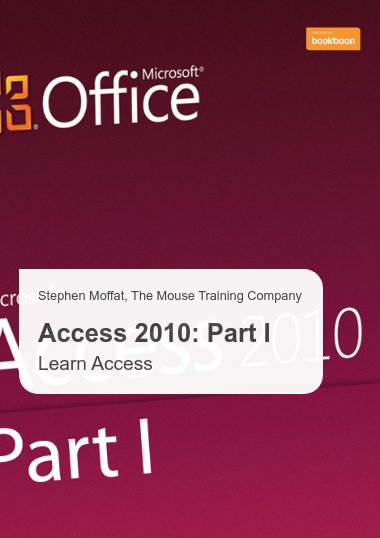 bookboon
Microsoft®
Office®
Stephen Moffat, The Mouse Training Company
Access 2010: Part I
Learn Access
Access 2010
Part I